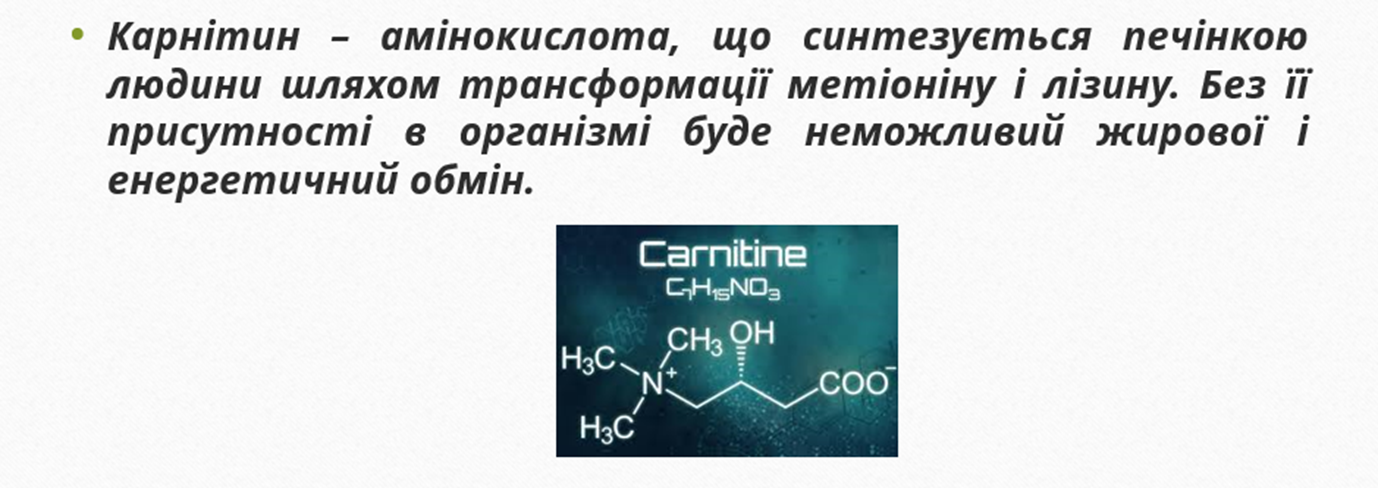 • Карнітин – амінокислота, що синтезується печінкою
людини шляхом трансформації метіоніну і лізину. Без її
присутності в організмі буде неможливий жирової і
енергетичний обмін.
Carnitine
C₇H₁₅NO₃
CH₃ OH
H₃C
N⁺
COO⁻
H₃C